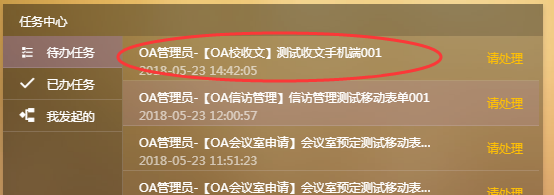 任务中心
待办任务
已办任务
我发起的
OA管理员-【OA校收文】测试收文手机端001
2018-05-23 14:42:05
请处理
OA管理员-【OA信访管理】信访管理测试移动表单001
2018-05-23 12:00:57
请处理
OA管理员-【OA会议室申请】会议室预定测试移动表...
2018-05-23 11:51:23
请处理
OA管理员-【OA会议室申请】会议室预定测试移动表...
请处理